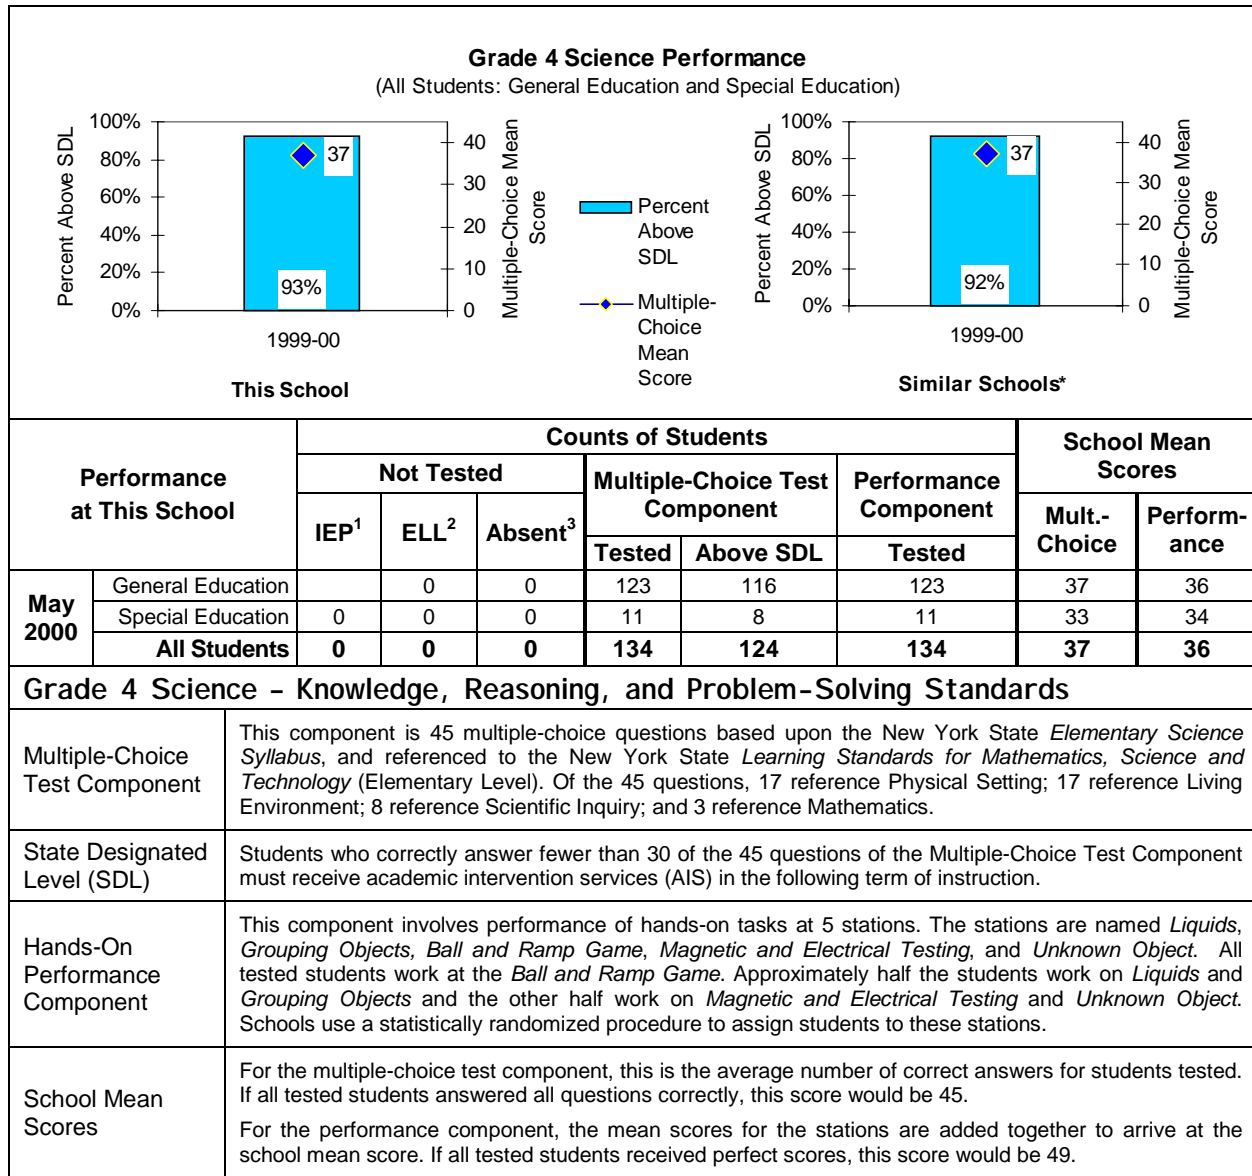 Grade 4 Science Performance
(All Students: General Education and Special Education)
Percent Above SDL
100%
80%
60%
40%
20%
0%
37
93%
40
30
20
10
0
Multiple-Choice Mean
Score
1999-00
This School
Percent
Above
SDL
Multiple-
Choice
Mean
Score
Percent Above SDL
100%
80%
60%
40%
20%
0%
37
92%
40
30
20
10
0
Multiple-Choice Mean
Score
1999-00
Similar Schools*
Performance
at This School
Counts of Students
School Mean
Scores
Not Tested
Multiple-Choice Test
Component
Performance
Component
IEP1 ELL2 Absent3
Tested Above SDL Tested
Mult.-
Choice
Perform-
ance
May
2000
General Education 0 0 123 116 123 37 36
Special Education 0 0 0 11 8 11 33 34
All Students 0 0 0 134 124 134 37 36
Grade 4 Science – Knowledge, Reasoning, and Problem-Solving Standards
Multiple-Choice
Test Component
This component is 45 multiple-choice questions based upon the New York State Elementary Science
Syllabus, and referenced to the New York State Learning Standards for Mathematics, Science and
Technology (Elementary Level). Of the 45 questions, 17 reference Physical Setting; 17 reference Living
Environment; 8 reference Scientific Inquiry; and 3 reference Mathematics.
State Designated
Level (SDL)
Students who correctly answer fewer than 30 of the 45 questions of the Multiple-Choice Test Component
must receive academic intervention services (AIS) in the following term of instruction.
Hands-On
Performance
Component
This component involves performance of hands-on tasks at 5 stations. The stations are named Liquids,
Grouping Objects, Ball and Ramp Game, Magnetic and Electrical Testing, and Unknown Object. All
tested students work at the Ball and Ramp Game. Approximately half the students work on Liquids and
Grouping Objects and the other half work on Magnetic and Electrical Testing and Unknown Object.
Schools use a statistically randomized procedure to assign students to these stations.
School Mean
Scores
For the multiple-choice test component, this is the average number of correct answers for students tested.
If all tested students answered all questions correctly, this score would be 45.
For the performance component, the mean scores for the stations are added together to arrive at the
school mean score. If all tested students received perfect scores, this score would be 49.